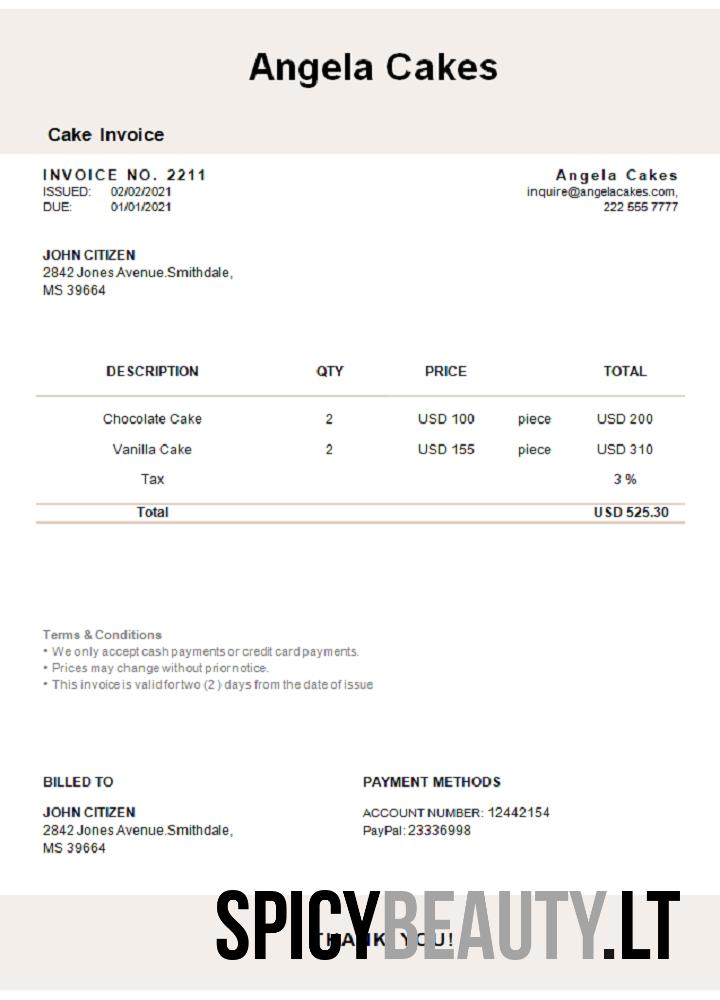 Angela Cakes
Cake Invoice
INVOICE NO. 2211
ISSUED: 02/02/2021
DUE: 01/01/2021
Angela Cakes
inquire@angelacakes.com,
222 555 7777
JOHN CITIZEN
2842 Jones Avenue.Smithdale,
MS 39664
DESCRIPTION QTY PRICE TOTAL
Chocolate Cake 2 USD 100 piece USD 200
Vanilla Cake 2 USD 155 piece USD 310
Tax 3 %
Total USD 525.30
Terms & Conditions
• We only accept cash payments or credit card payments.
• Prices may change without prior notice.
• This invoice is valid for two (2) days from the date of issue
BILLED TO
JOHN CITIZEN
2842 Jones Avenue.Smithdale,
MS 39664
PAYMENT METHODS
ACCOUNT NUMBER: 12442154
PayPal: 23336998
THANK YOU!
SPICYBEAUTY.LT